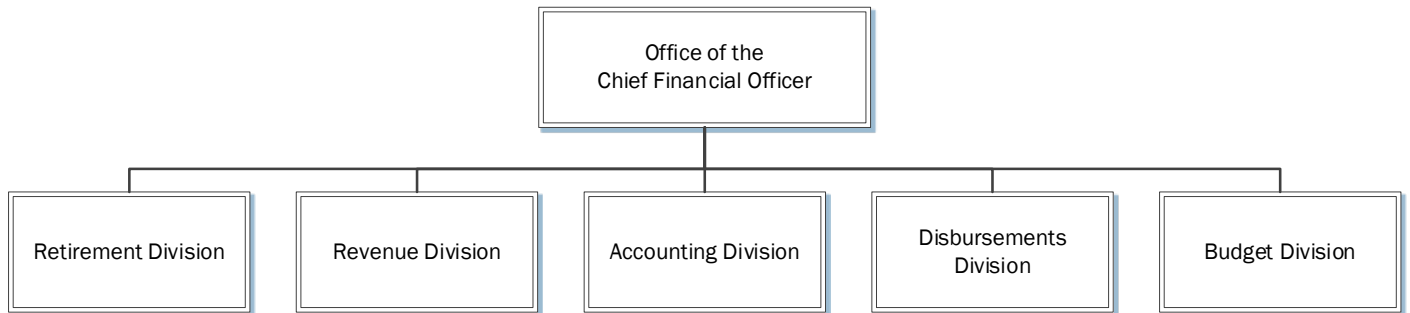 Office of the
Chief Financial Officer
Retirement Division
Revenue Division
Accounting Division
Disbursements
Division
Budget Division